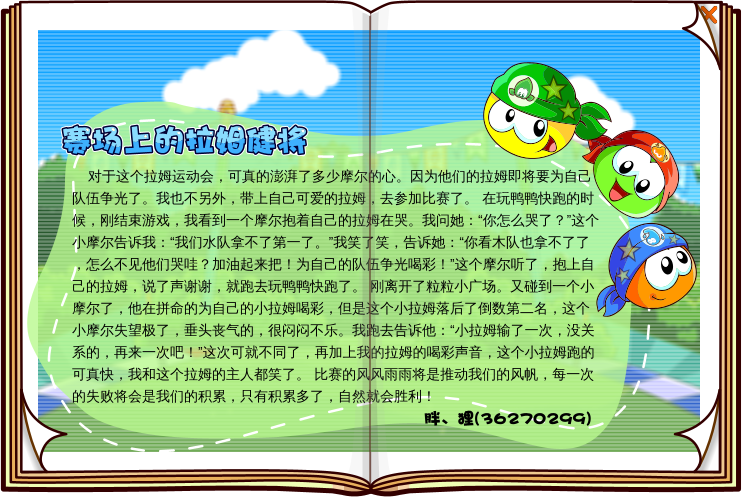 赛场上的拉姆健将
对于这个拉姆运动会，可真的澎湃了多少摩尔的心。因为他们的拉姆即将要为自己
队伍争光了。我也不另外，带上自己可爱的拉姆，去参加比赛了。 在玩鸭鸭快跑的时
候，刚结束游戏，我看到一个摩尔抱着自己的拉姆在哭。我问她：“你怎么哭了？”这个
小摩尔告诉我：“我们水队拿不了第一了。”我笑了笑，告诉她：“你看木队也拿不了了
，怎么不见他们哭哇？加油起来把！为自己的队伍争光喝彩！”这个摩尔听了，抱上自
己的拉姆，说了声谢谢，就跑去玩鸭鸭快跑了。 刚离开了粒粒小广场。又碰到一个小
摩尔了，他在拼命的为自己的小拉姆喝彩，但是这个小拉姆落后了倒数第二名，这个
小摩尔失望极了，垂头丧气的，很闷闷不乐。我跑去告诉他：“小拉姆输了一次，没关
系的，再来一次吧！”这次可就不同了，再加上我的拉姆的喝彩声音，这个小拉姆跑的
可真快，我和这个拉姆的主人都笑了。 比赛的风风雨雨将是推动我们的风帆，每一次
的失败将会是我们的积累，只有积累多了，自然就会胜利！
胖、猩(36270299)